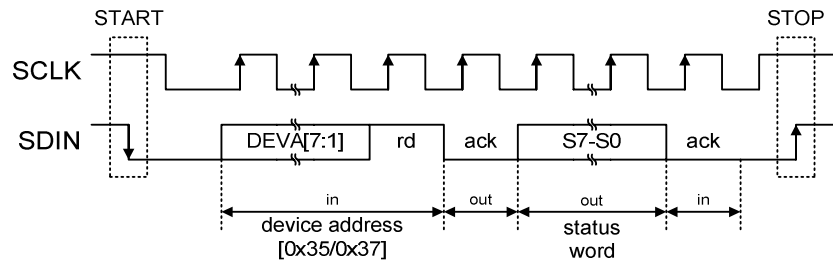 START
STOP
SCLK
SDIN
DEVA[7:1]
rd
ack
S7-S0
ack
in
out
out
in
device address
[0x35/0x37]
status
word